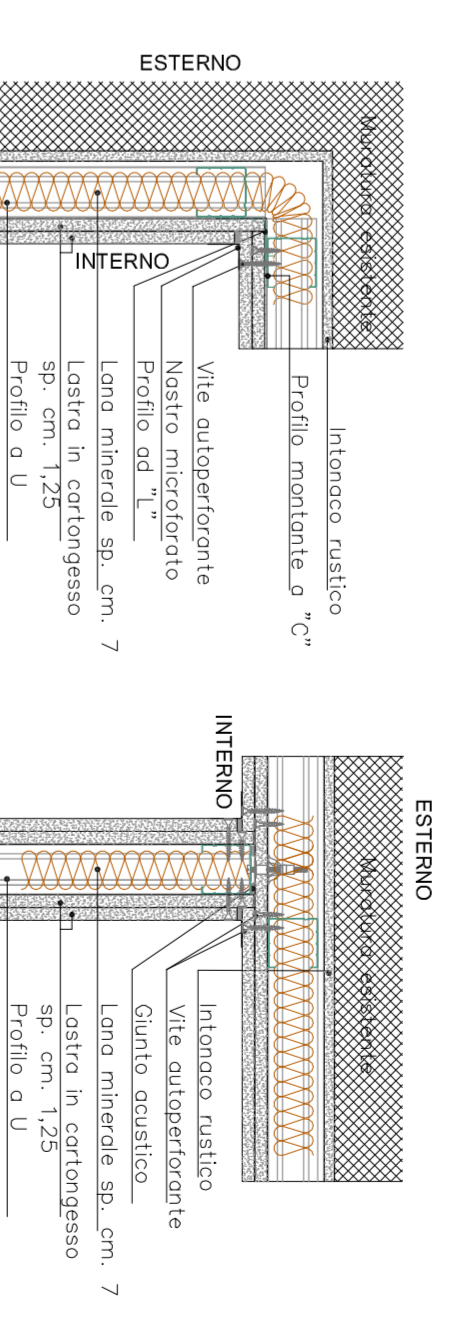 ESTERNO
Muratura esistente
INTERNO
Intonaco rustico
Profilo montante a "C"
Vite autoperforante
Nastro microforato
Profilo ad "L"
Lana minerale sp. cm. 7
Lastra in cartongesso
sp. cm. 1,25
Profilo a U
ESTERNO
Muratura esistente
INTERNO
Intonaco rustico
Vite autoperforante
Giunto acustico
Lana minerale sp. cm. 7
Lastra in cartongesso
sp. cm. 1,25
Profilo a U